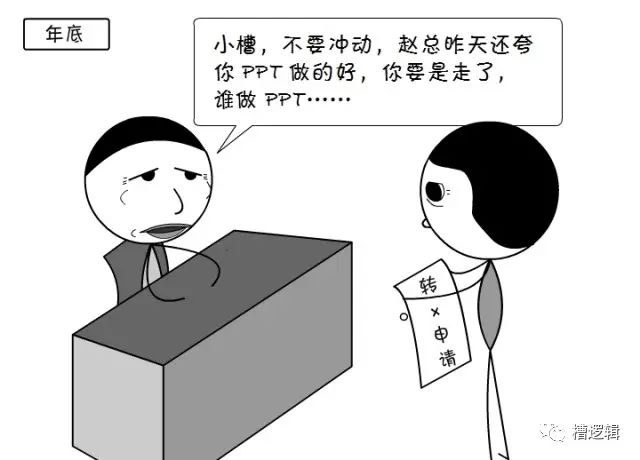 年底
小槽，不要冲动，赵总昨天还夸
你PPT做的好，你要是走了，
谁做PPT……
转
×
申
请
槽逻辑